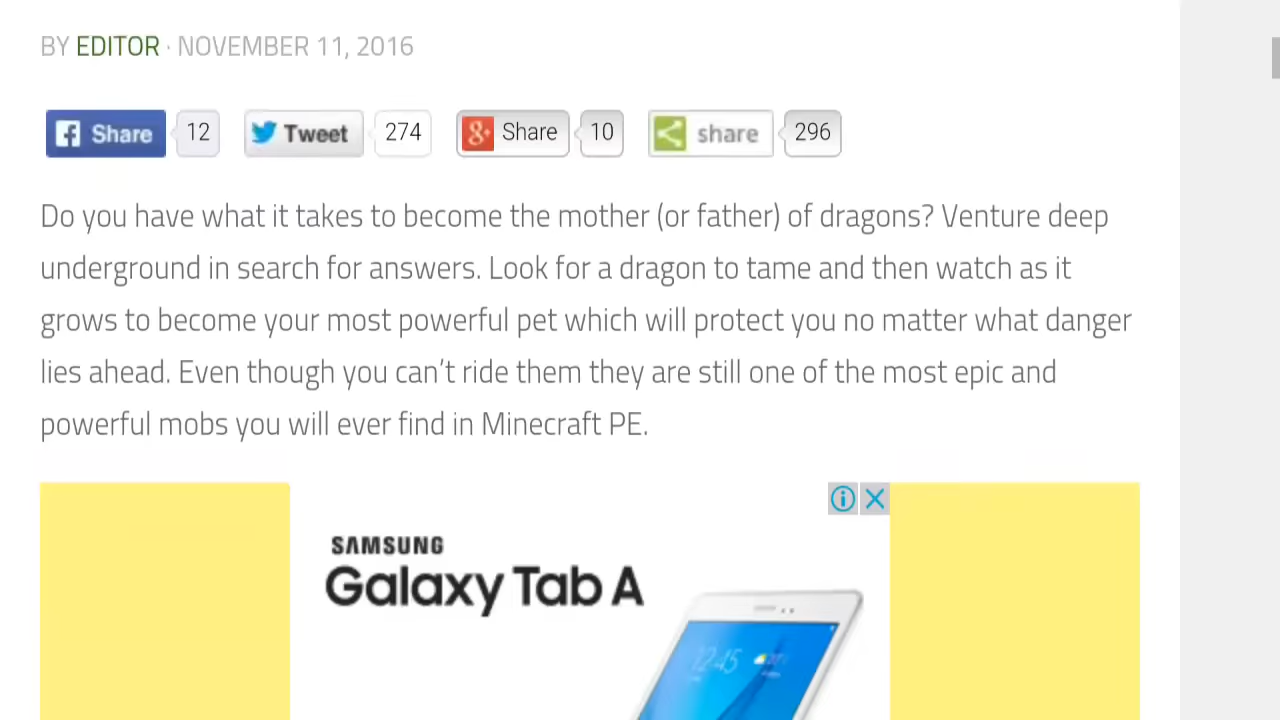 BY EDITOR · NOVEMBER 11, 2016
Share 12 Tweet 274 Share 10 share 296
Do you have what it takes to become the mother (or father) of dragons? Venture deep
underground in search for answers. Look for a dragon to tame and then watch as it
grows to become your most powerful pet which will protect you no matter what danger
lies ahead. Even though you can’t ride them they are still one of the most epic and
powerful mobs you will ever find in Minecraft PE.
SAMSUNG
Galaxy Tab A
12:45